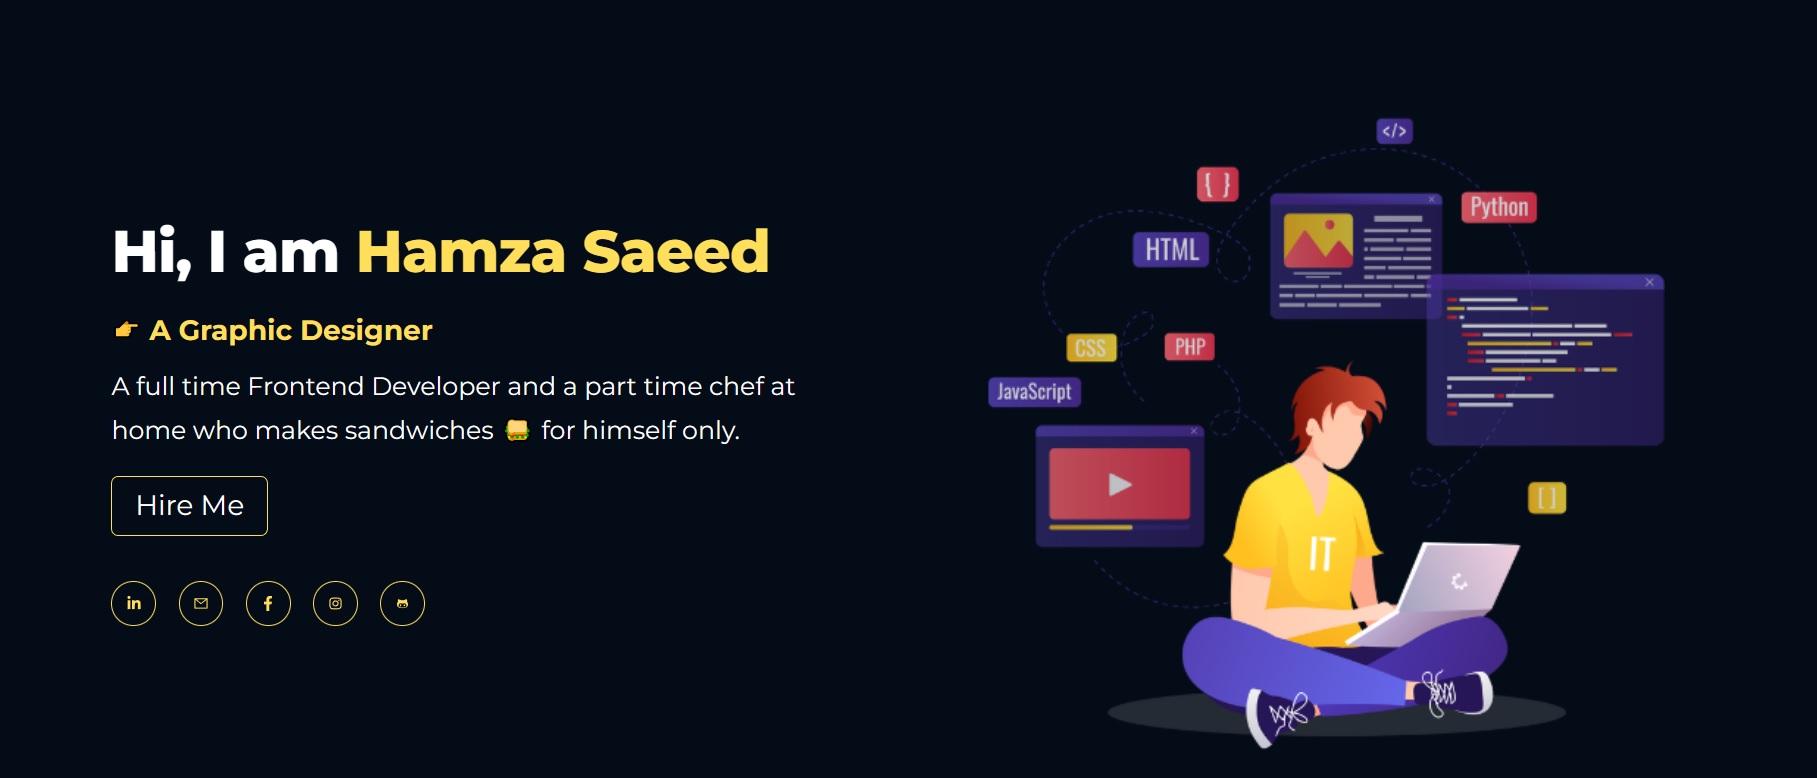 Hi, I am Hamza Saeed
👉 A Graphic Designer
A full time Frontend Developer and a part time chef at
home who makes sandwiches 🥪 for himself only.
Hire Me
in
f
</>
{ }
Python
HTML
CSS
PHP
JavaScript
[ ]
IT